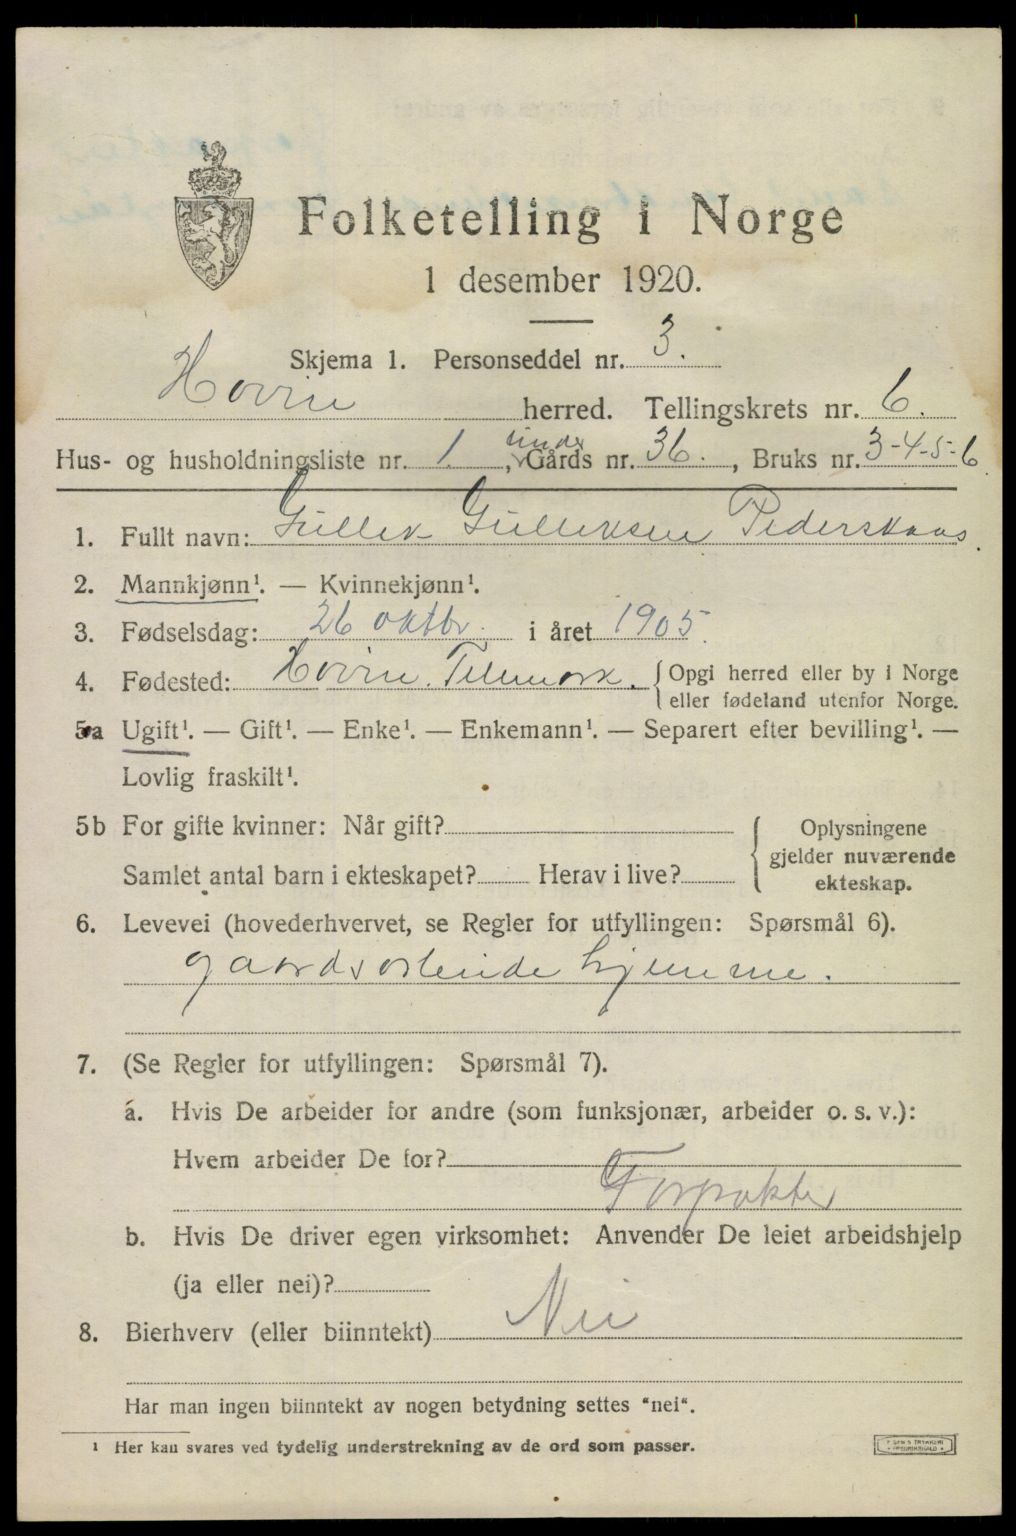 Folketelling i Norge
1 desember 1920.
Skjema 1. Personseddel nr. 3.
Hovin herred. Tellingskrets nr. 6.
Hus- og husholdningsliste nr. 1. , under Gårds nr. 36. , Bruks nr. 3-4-5-6
1. Fullt navn: Gullek Gulleksen Pederskaas.
2. Mannkjønn¹. — Kvinnekjønn¹.
3. Fødselsdag: 26 oktbr. i året 1905.
4. Fødested: Hovin. Telemark. { Opgi herred eller by i Norge
eller fødeland utenfor Norge.
5a Ugift¹. — Gift¹. — Enke¹. — Enkemann¹. — Separert efter bevilling¹. —
Lovlig fraskilt¹.
5b For gifte kvinner: Når gift? { Oplysningene
gjelder nuværende
Samlet antal barn i ekteskapet? Herav i live? ekteskap.
6. Levevei (hovederhvervet, se Regler for utfyllingen: Spørsmål 6).
hjemme.
7. (Se Regler for utfyllingen: Spørsmål 7).
a. Hvis De arbeider for andre (som funksjonær, arbeider o. s. v.):
Hvem arbeider De for?
Forpakter
b. Hvis De driver egen virksomhet: Anvender De leiet arbeidshjelp
(ja eller nei)?
8. Bierhverv (eller biinntekt) Nei
Har man ingen biinntekt av nogen betydning settes "nei".
¹ Her kan svares ved tydelig understrekning av de ord som passer.